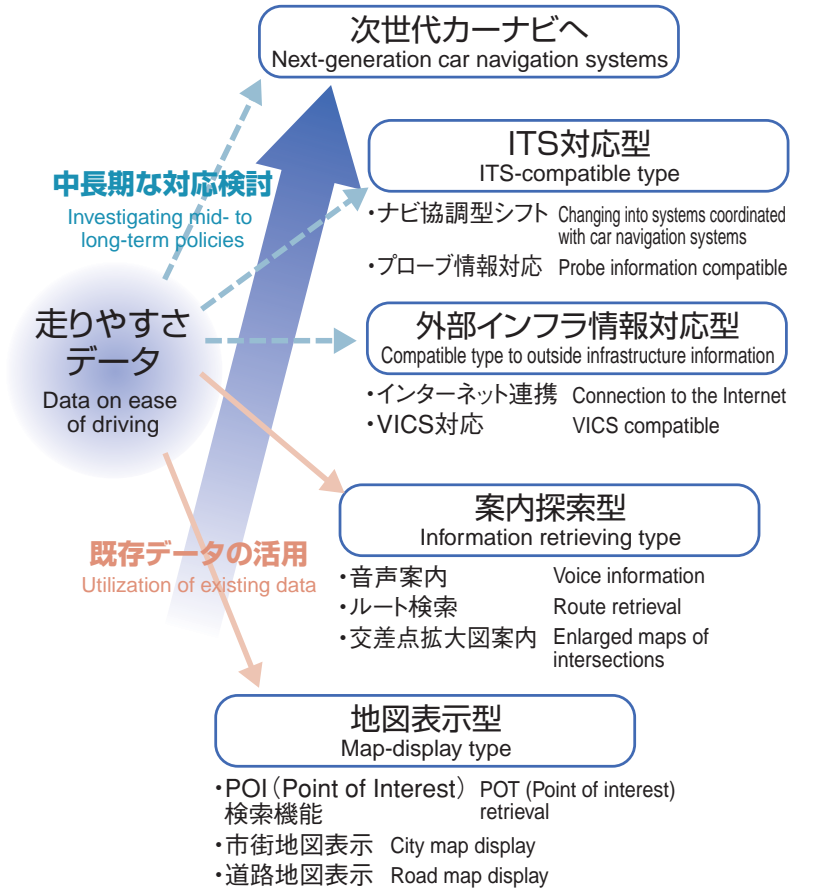 次世代カーナビへ
Next-generation car navigation systems
ITS対応型
ITS-compatible type
・ナビ協調型シフト Changing into systems coordinated
with car navigation systems
・プローブ情報対応 Probe information compatible
中長期な対応検討
Investigating mid- to
long-term policies
走りやすさ
データ
Data on ease
of driving
外部インフラ情報対応型
Compatible type to outside infrastructure information
・インターネット連携 Connection to the Internet
・VICS対応 VICS compatible
案内探索型
Information retrieving type
・音声案内 Voice information
・ルート検索 Route retrieval
・交差点拡大図案内 Enlarged maps of
intersections
既存データの活用
Utilization of existing data
地図表示型
Map-display type
・POI（Point of Interest） POT (Point of interest)
検索機能 retrieval
・市街地図表示 City map display
・道路地図表示 Road map display